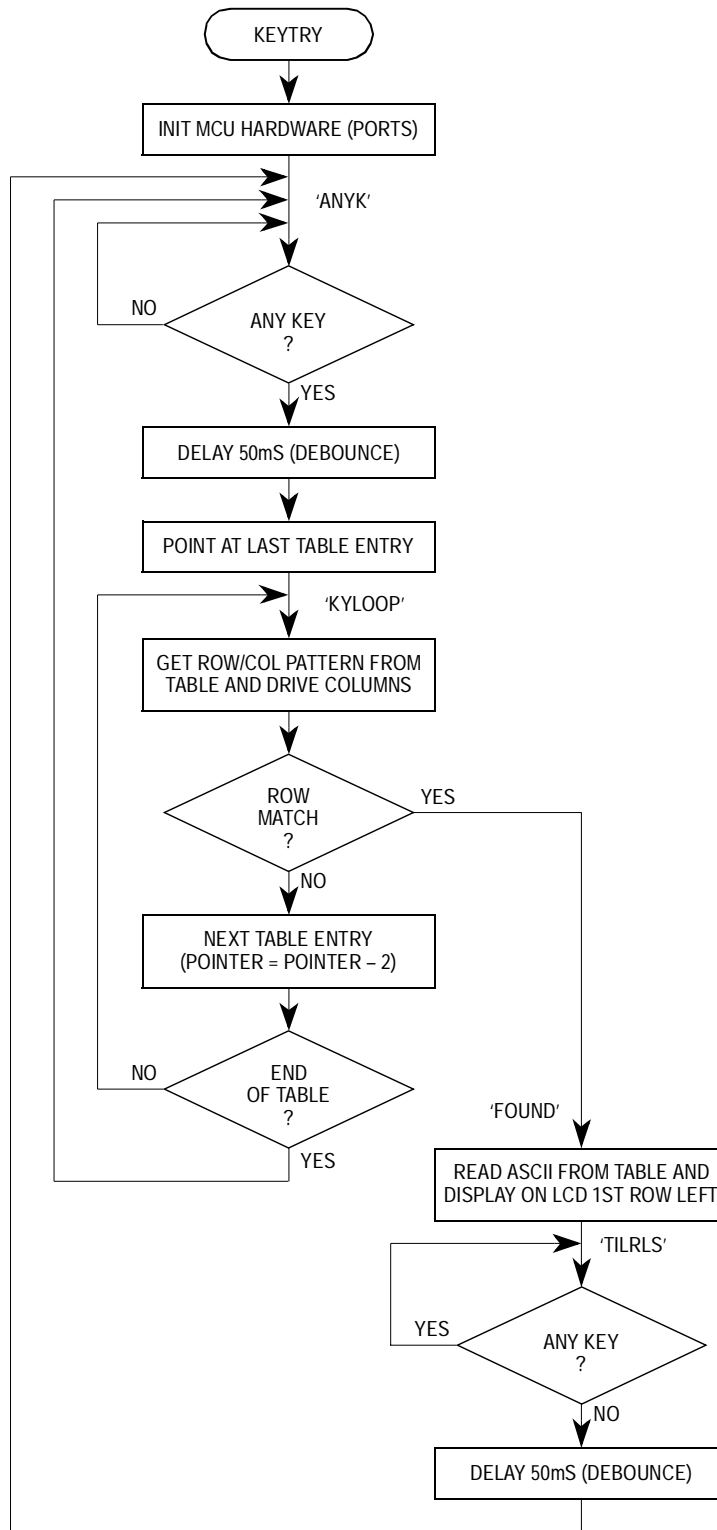 KEYTRY
INIT MCU HARDWARE (PORTS)
‘ANYK’
NO
ANY KEY
?
YES
DELAY 50mS (DEBOUNCE)
POINT AT LAST TABLE ENTRY
‘KYLOOP’
GET ROW/COL PATTERN FROM
TABLE AND DRIVE COLUMNS
ROW
MATCH
?
YES
NO
NEXT TABLE ENTRY
(POINTER = POINTER – 2)
NO
END
OF TABLE
?
YES
‘FOUND’
READ ASCII FROM TABLE AND
DISPLAY ON LCD 1ST ROW LEFT
‘TILRLS’
YES
ANY KEY
?
NO
DELAY 50mS (DEBOUNCE)